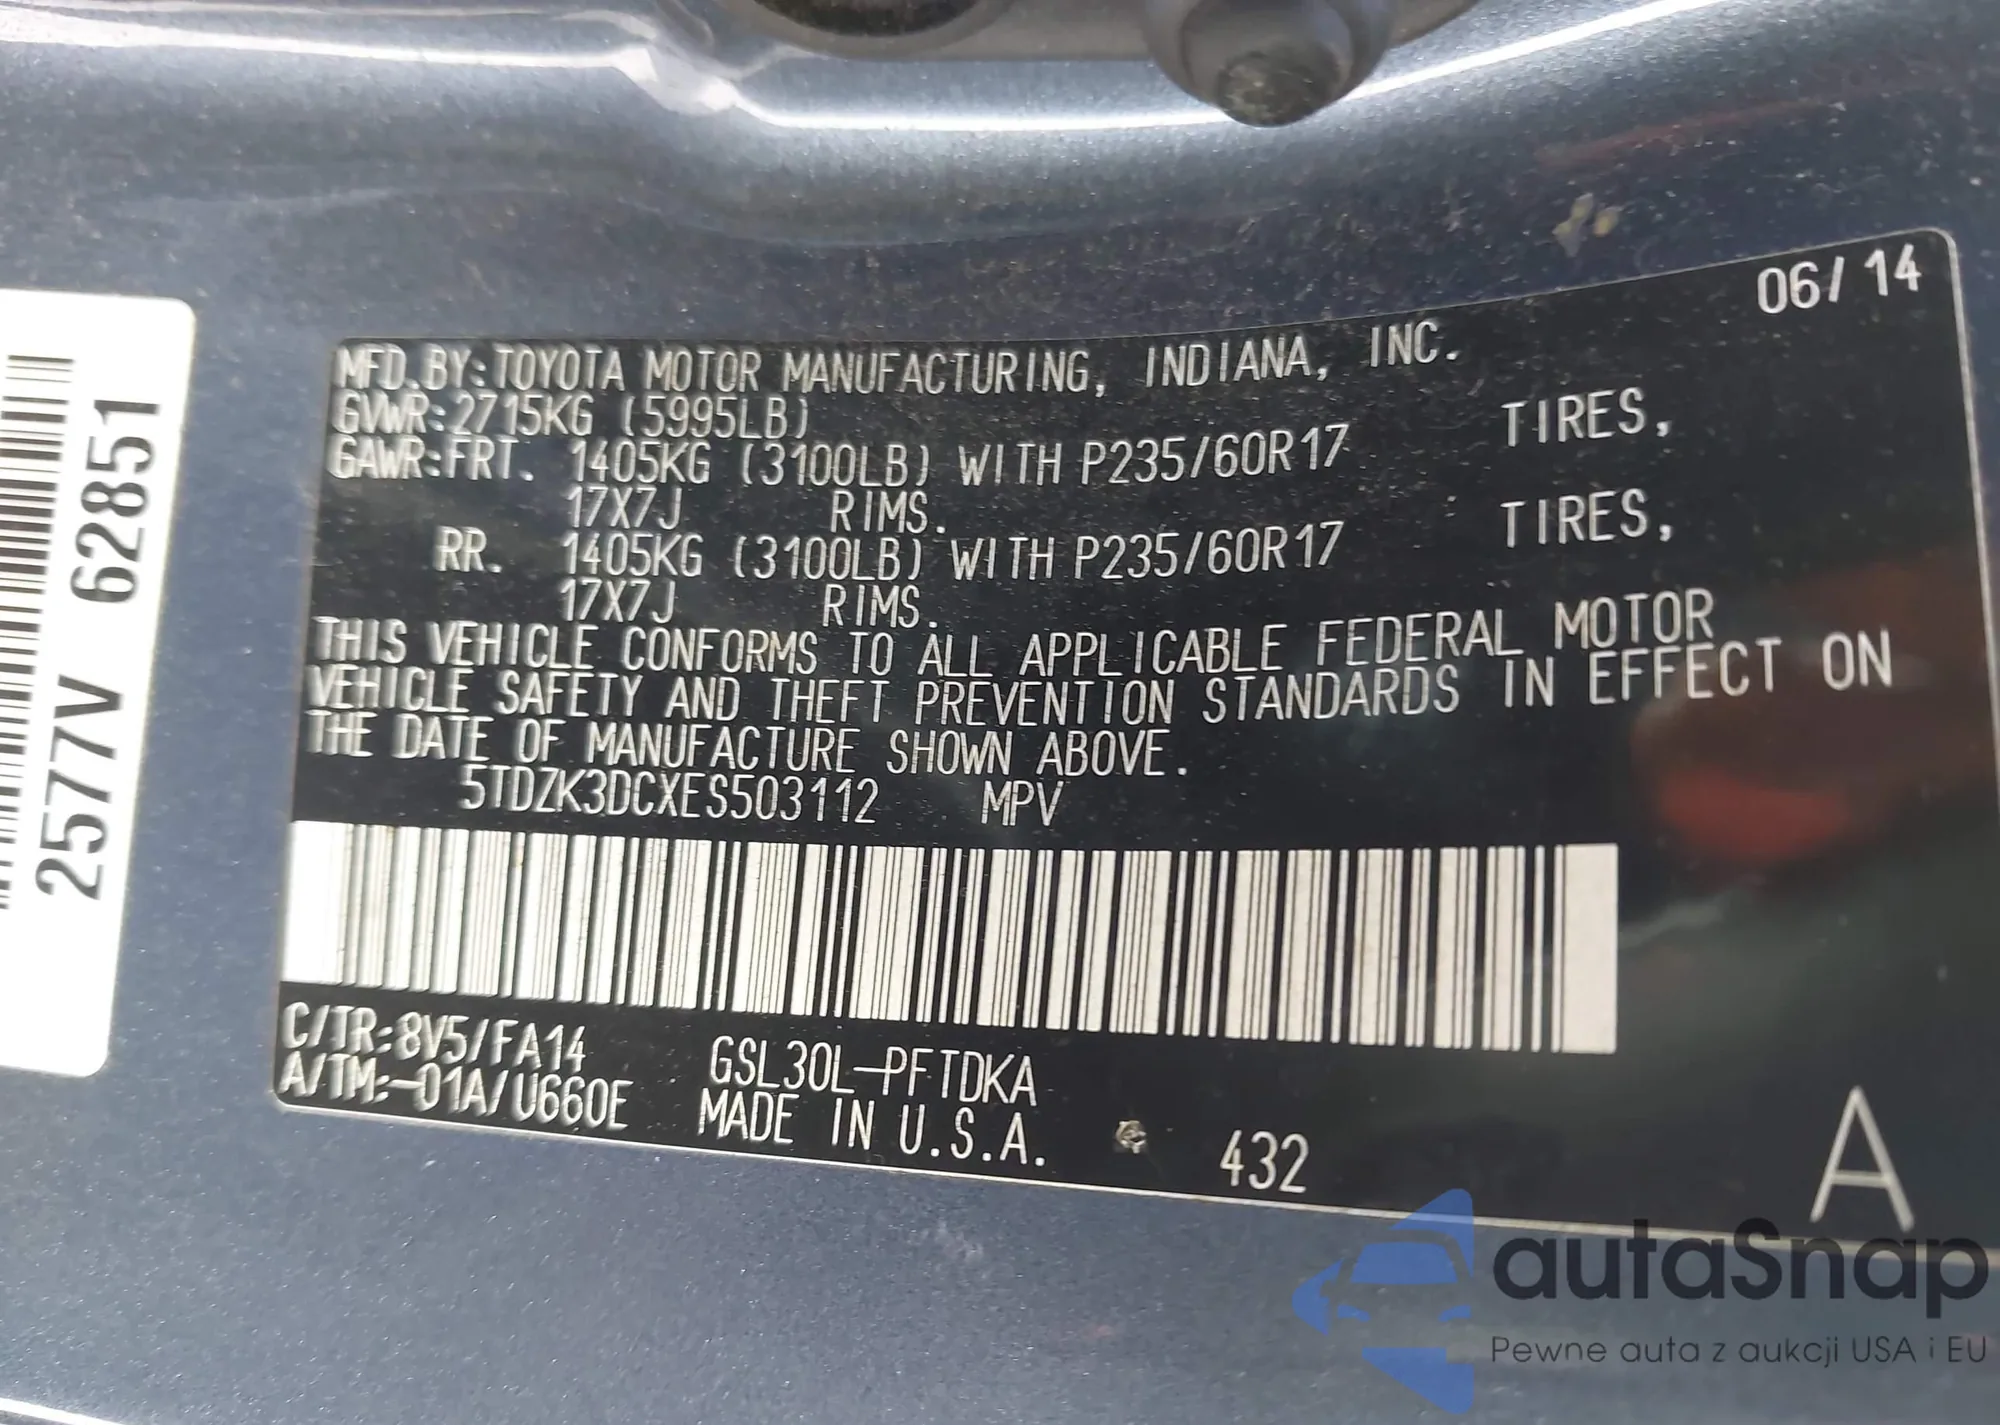 06/14
MFD.BY:TOYOTA MOTOR MANUFACTURING, INDIANA, INC.
GVWR:2715KG (5995LB)
GAWR:FRT. 1405KG (3100LB) WITH P235/60R17 TIRES,
17X7J RIMS.
RR. 1405KG (3100LB) WITH P235/60R17 TIRES,
17X7J RIMS.
THIS VEHICLE CONFORMS TO ALL APPLICABLE FEDERAL MOTOR
VEHICLE SAFETY AND THEFT PREVENTION STANDARDS IN EFFECT ON
THE DATE OF MANUFACTURE SHOWN ABOVE.
5TDZK3DCXES503112 MPV
C/TR:8V5/FA14 GSL30L-PFTDKA
A/TM:-01A/U660E MADE IN U.S.A. 432
A
2577V 62851
autaSnap
Pewne auta z aukcji USA i EU